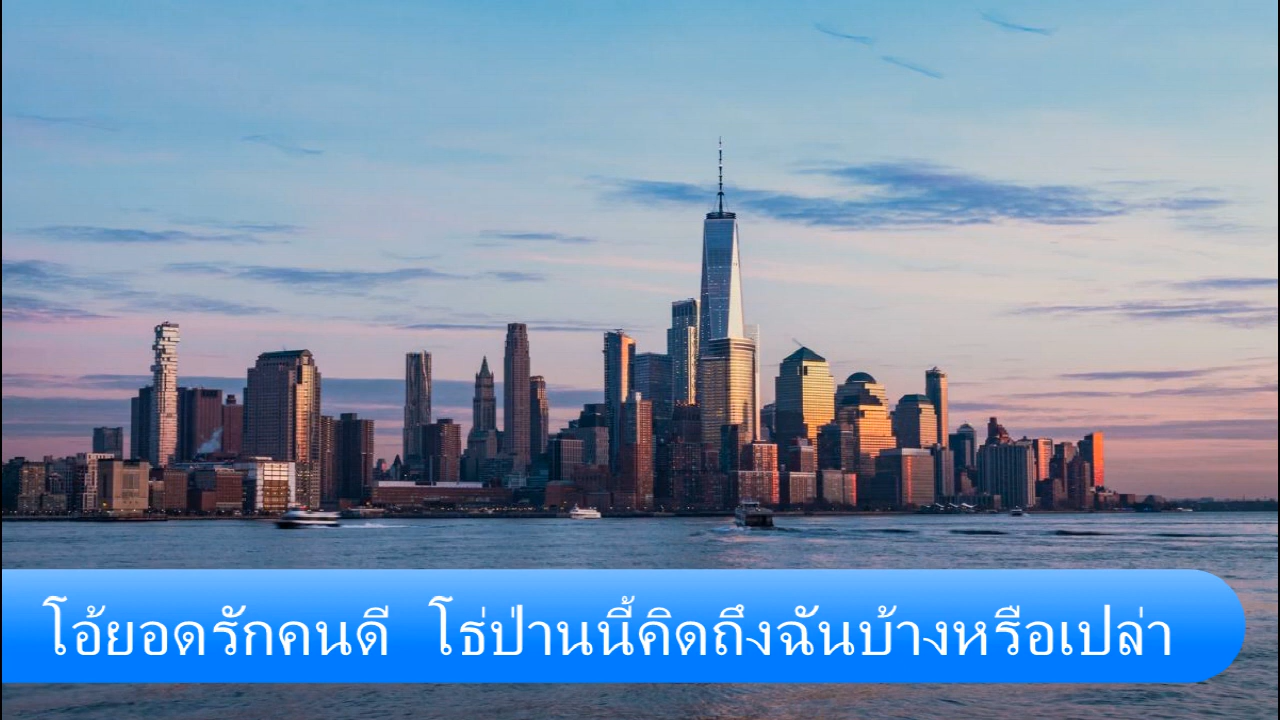 โอ้ยอดรักคนดี โธ่ป่านนี้คิดถึงฉันบ้างหรือเปล่า